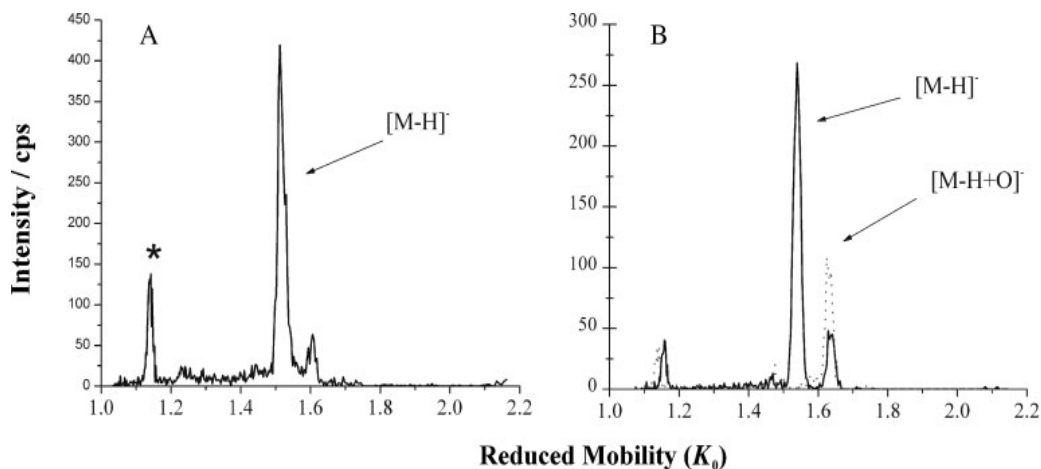 A
[M-H]⁻
*
450
400
350
300
250
200
150
100
50
0
1.0 1.2 1.4 1.6 1.8 2.0 2.2
Intensity / cps
B
[M-H]⁻
[M-H+O]⁻
300
250
200
150
100
50
0
1.0 1.2 1.4 1.6 1.8 2.0 2.2
Reduced Mobility (K₀)